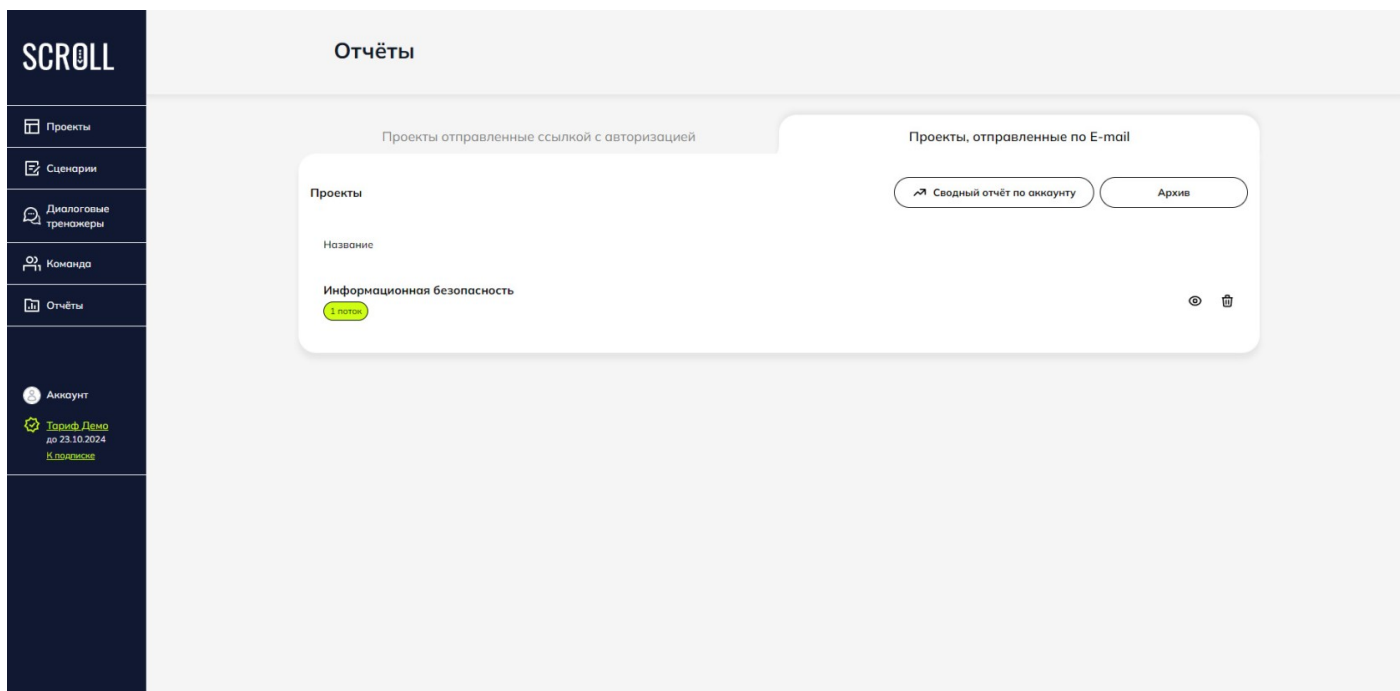 SCROLL
Проекты
Сценарии
Диалоговые
тренажеры
Команда
Отчёты
Аккаунт
Тариф Демо
до 23.10.2024
К подписке
Отчёты
Проекты отправленные ссылкой с авторизацией
Проекты, отправленные по E-mail
Проекты
Сводный отчёт по аккаунту
Архив
Название
Информационная безопасность
1 поток